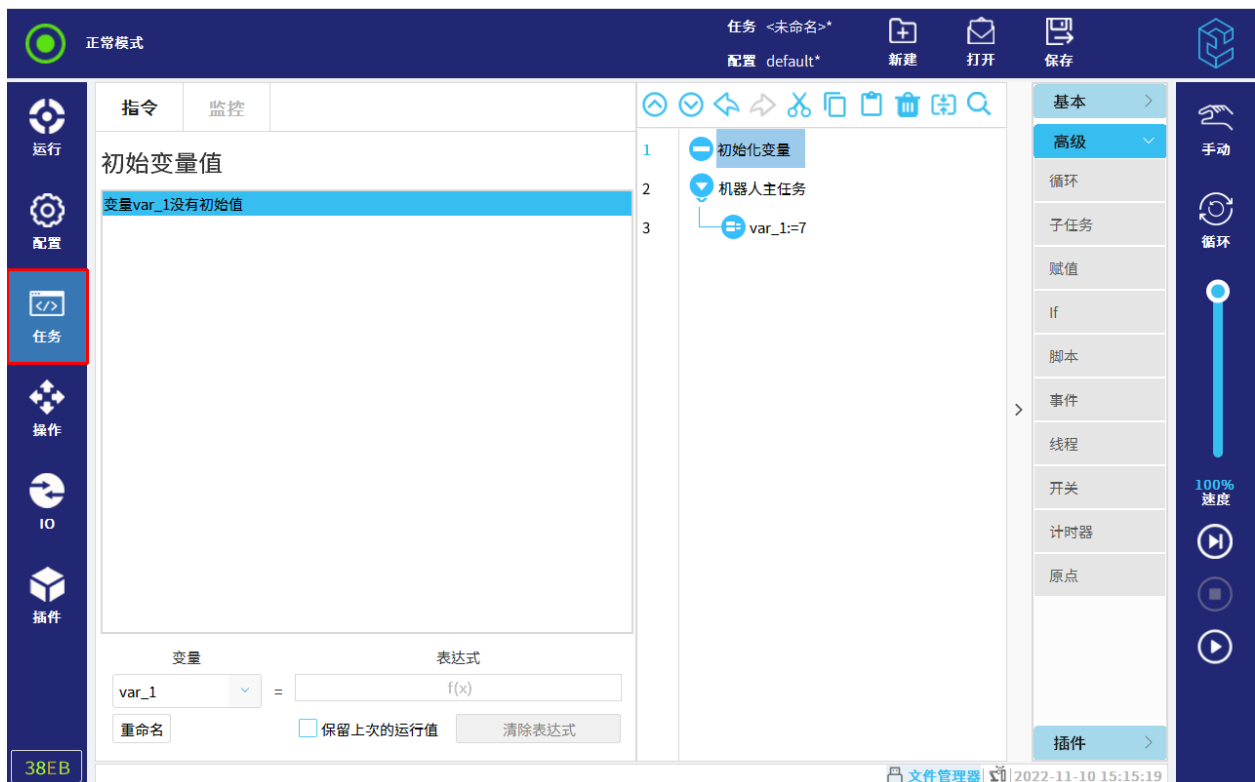 正常模式
任务 <未命名>*
配置 default*
新建
打开
保存
运行
配置
任务
操作
IO
插件
38EB
指令
监控
初始变量值
变量var_1没有初始值
变量
表达式
var_1
=
f(x)
重命名
保留上次的运行值
清除表达式
1
初始化变量
2
机器人主任务
3
var_1:=7
基本
高级
循环
子任务
赋值
If
脚本
事件
线程
开关
计时器
原点
插件
手动
循环
100%
速度
文件管理器
2022-11-10 15:15:19